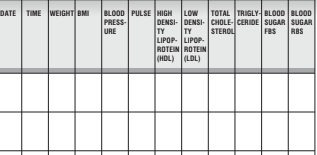 DATE TIME WEIGHT BMI BLOOD PRESS- URE PULSE HIGH DENSI- TY LIPOP- ROTEIN (HDL) LOW DENSI- TY LIPOP- ROTEIN (LDL) TOTAL CHOLE- STEROL TRIGLY- CERIDE BLOOD SUGAR FBS BLOOD SUGAR RBS